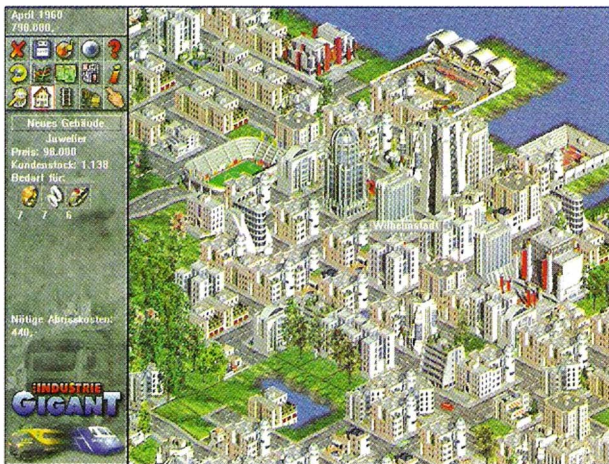 April 1960
790.000,
Neues Gebäude
Juwelier
Preis: 98.000
Kundenstock: 1.138
Bedarf für:
7 7 6
Wilhelmstadt
Nötige Abrisskosten:
440,
INDUSTRIE
GIGANT